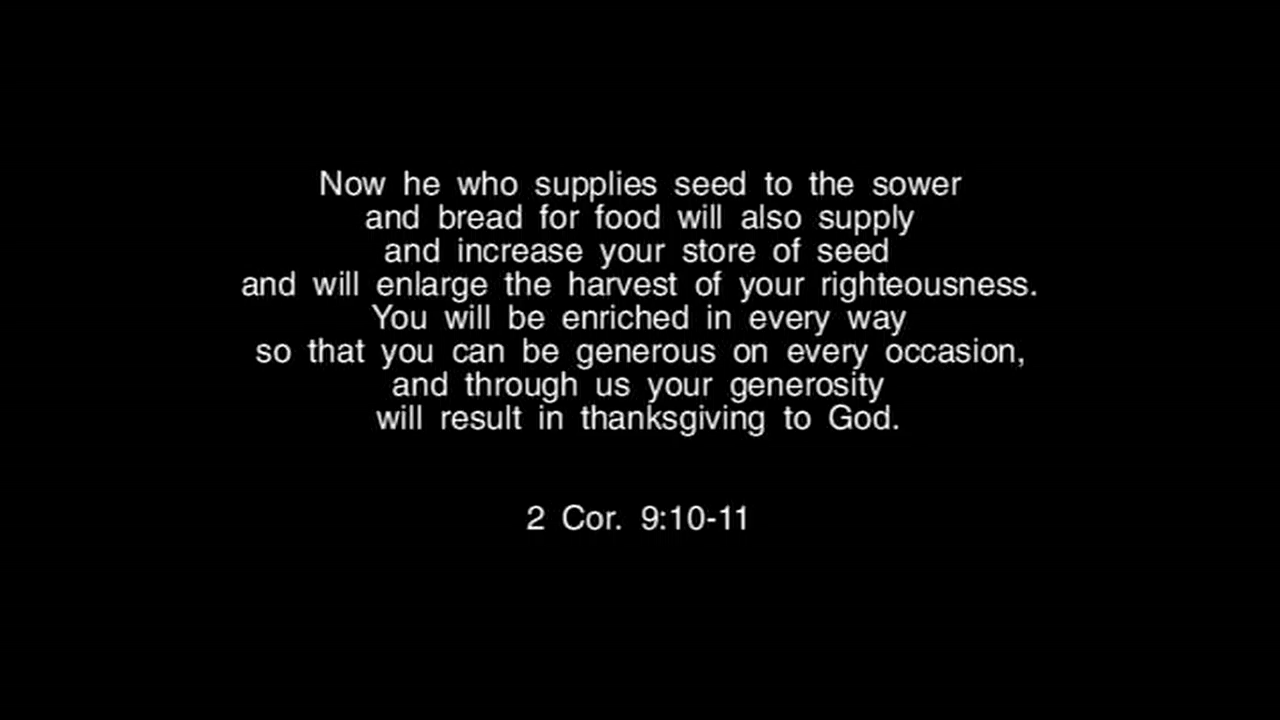 Now he who supplies seed to the sower
and bread for food will also supply
and increase your store of seed
and will enlarge the harvest of your righteousness.
You will be enriched in every way
so that you can be generous on every occasion,
and through us your generosity
will result in thanksgiving to God.
2 Cor. 9:10-11